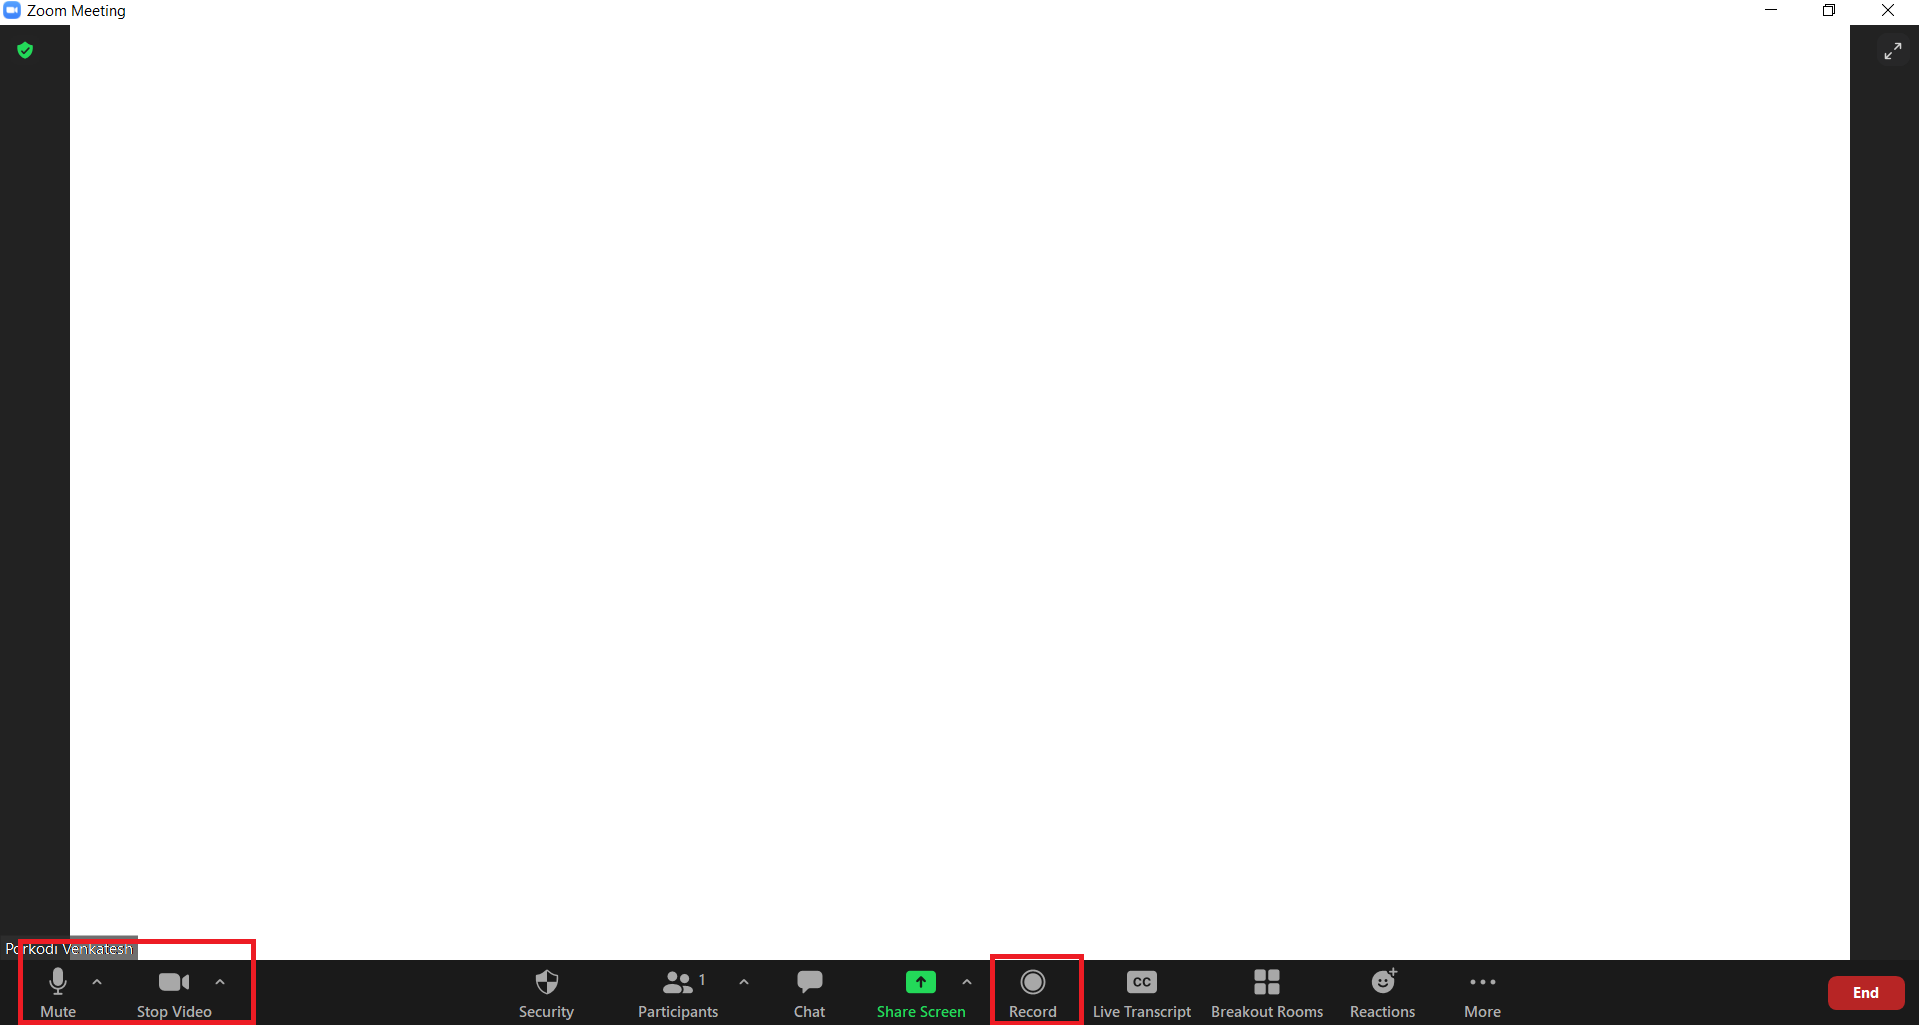 Zoom Meeting
Porkodi Venkatesh
Mute
Stop Video
Security
1
Participants
Chat
Share Screen
Record
CC
Live Transcript
Breakout Rooms
Reactions
More
End